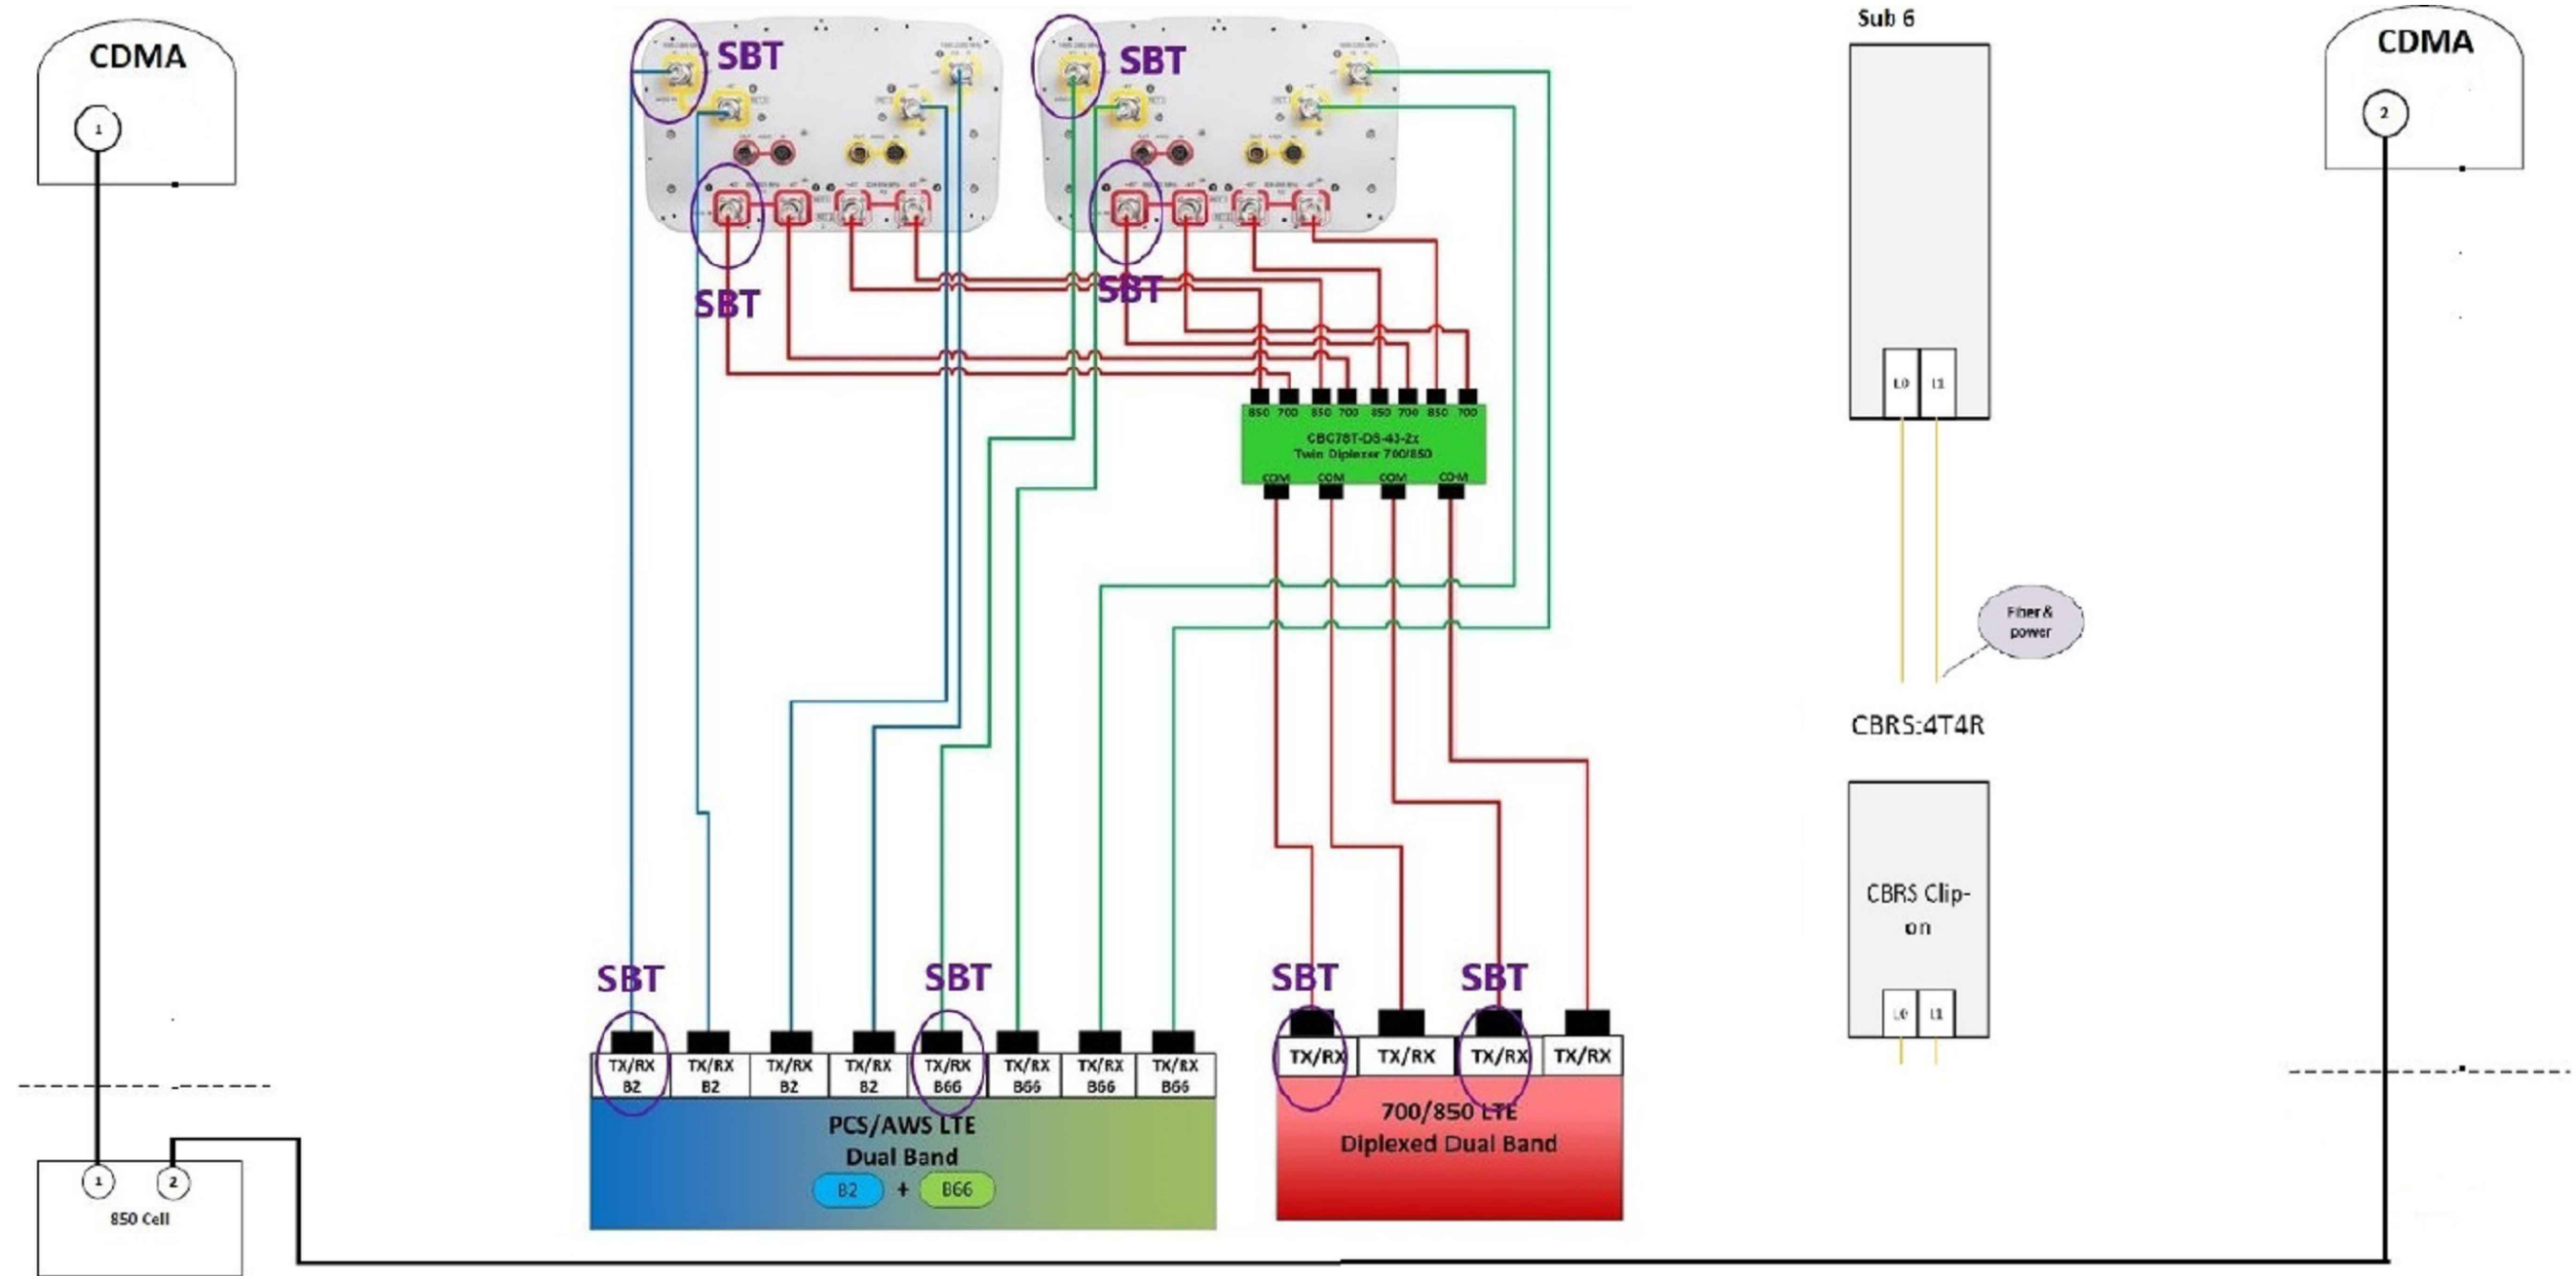 CDMA
1
SBT
SBT
Sub 6
CDMA
2
SBT
SBT
L0 L1
850 700 850 700 850 700 850 700
CBC78T-DS-43-2x
Twin Diplexer 700/850
COM COM COM COM
Fiber &
power
CBRS:4T4R
CBRS Clip-
on
L0 L1
SBT SBT SBT SBT
TX/RX TX/RX TX/RX TX/RX TX/RX TX/RX TX/RX TX/RX
B2 B2 B2 B2 B66 B66 B66 B66
TX/RX TX/RX TX/RX TX/RX
PCS/AWS LTE
Dual Band
B2 + B66
700/850 LTE
Diplexed Dual Band
1 2
850 Cell